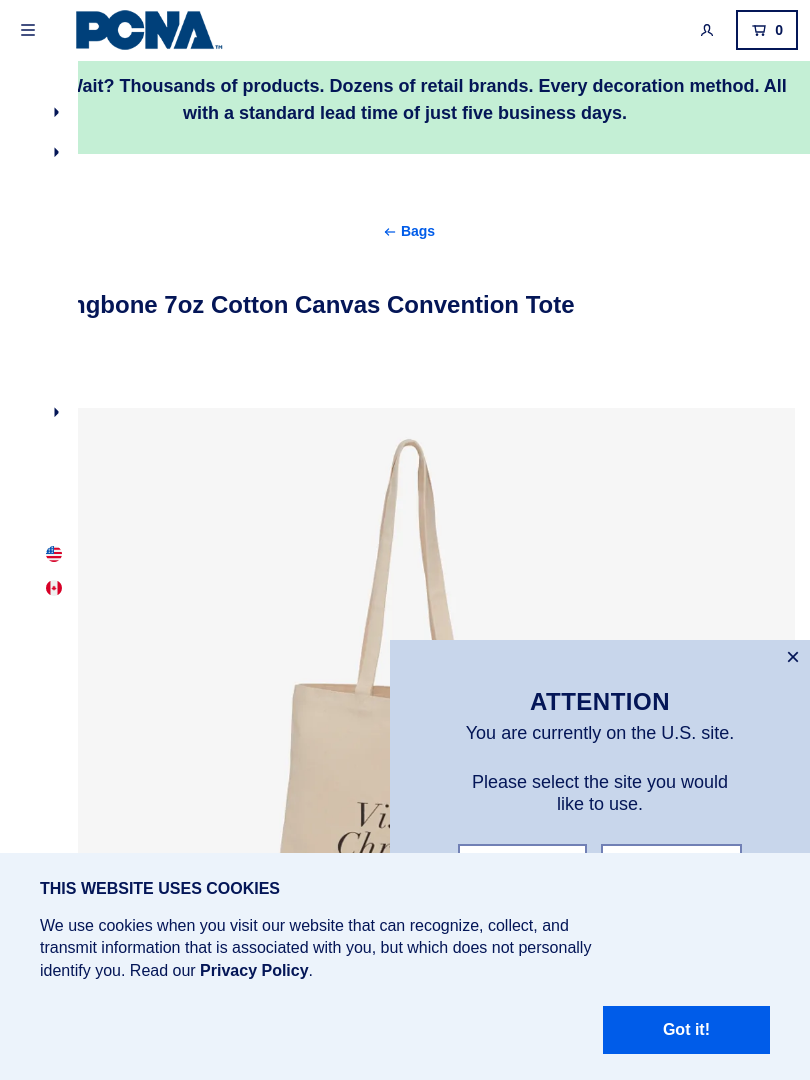 PCNA™
0
Wait? Thousands of products. Dozens of retail brands. Every decoration method. All
with a standard lead time of just five business days.
Bags
ngbone 7oz Cotton Canvas Convention Tote
ATTENTION
You are currently on the U.S. site.
Please select the site you would
like to use.
THIS WEBSITE USES COOKIES
We use cookies when you visit our website that can recognize, collect, and
transmit information that is associated with you, but which does not personally
identify you. Read our Privacy Policy.
Got it!